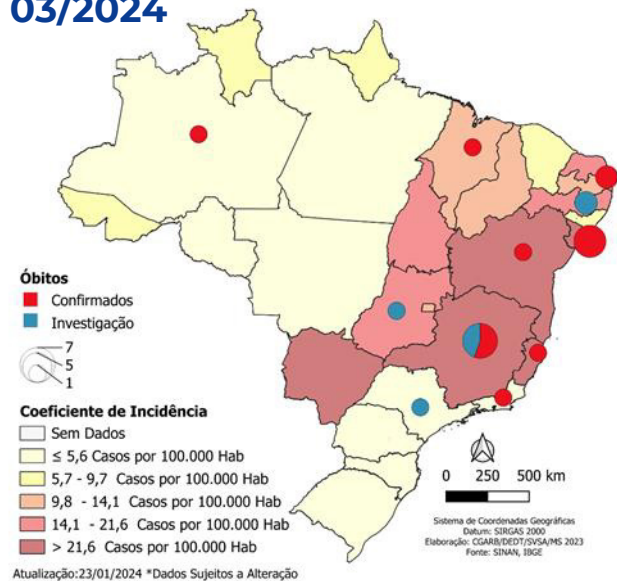 03/2024
Óbitos
Confirmados
Investigação
7
5
1
Coeficiente de Incidência
Sem Dados
≤ 5,6 Casos por 100.000 Hab
5,7 - 9,7 Casos por 100.000 Hab
9,8 - 14,1 Casos por 100.000 Hab
14,1 - 21,6 Casos por 100.000 Hab
> 21,6 Casos por 100.000 Hab
0 250 500 km
Sistema de Coordenadas Geográficas
Datum: SIRGAS 2000
Elaboração: CGARB/DEDT/SVSA/MS 2023
Fonte: SINAN, IBGE
Atualização:23/01/2024 *Dados Sujeitos a Alteração